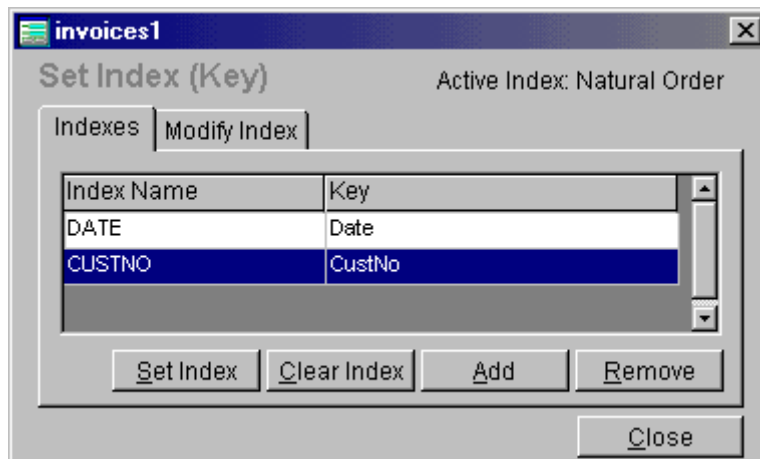 invoices1
Set Index (Key)
Active Index: Natural Order
Indexes
Modify Index
Index Name Key
DATE Date
CUSTNO CustNo
Set Index Clear Index Add Remove
Close